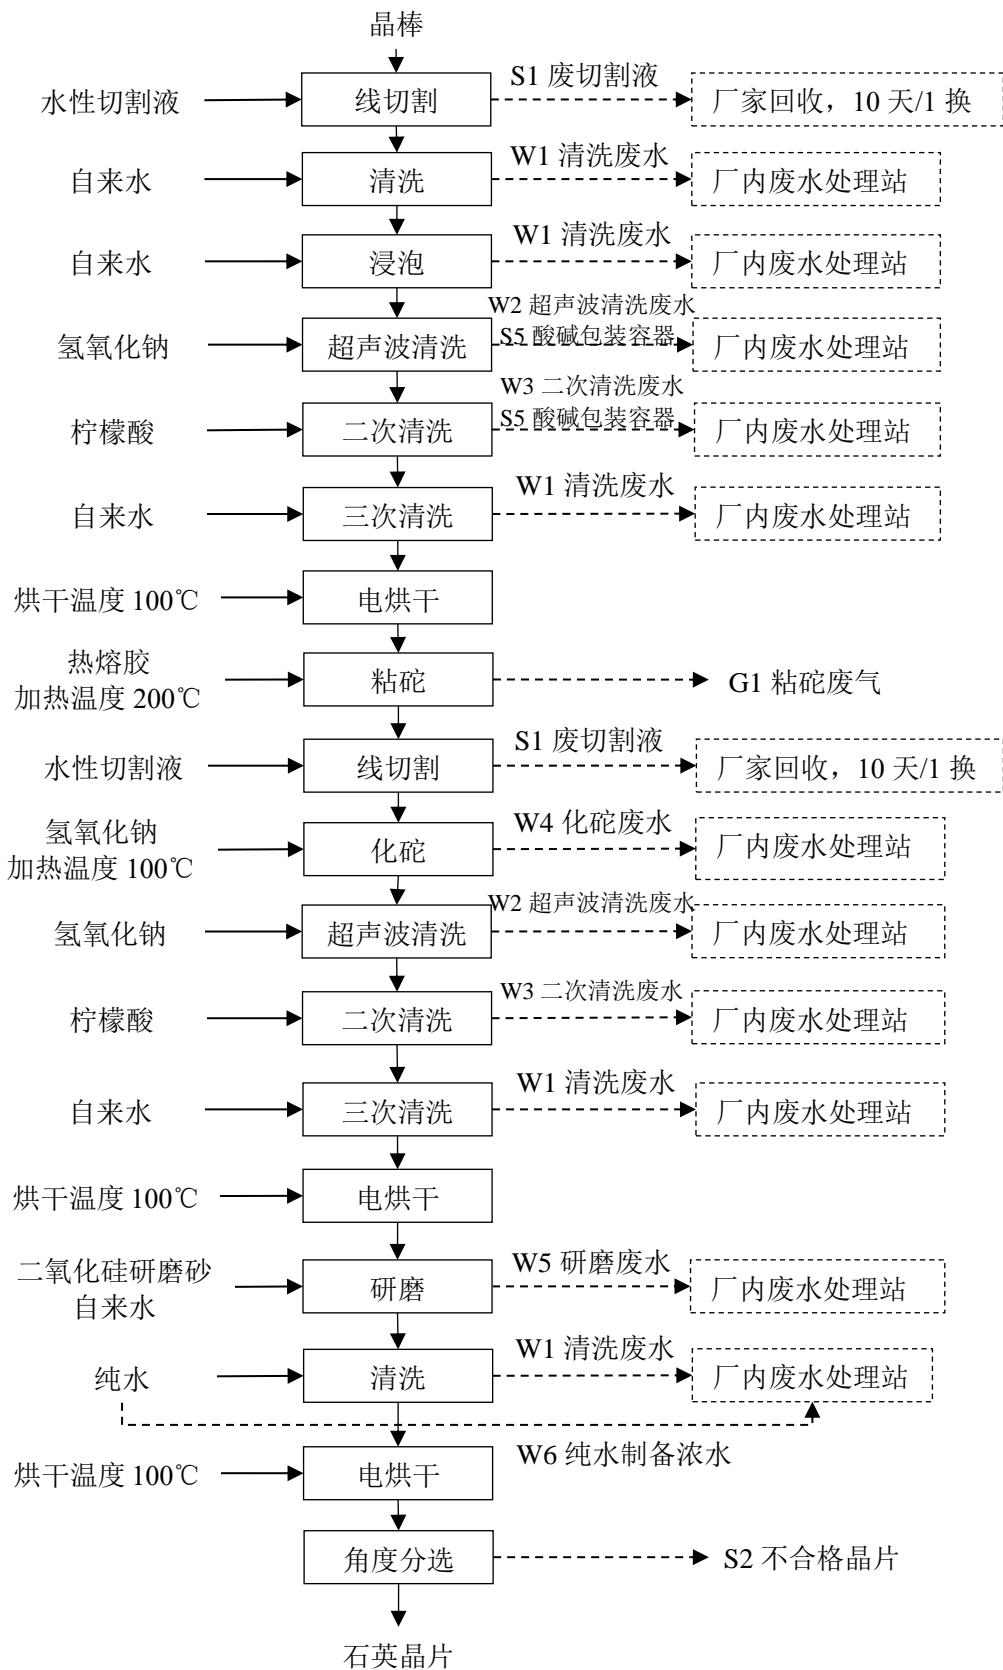 晶棒
水性切割液
线切割
S1 废切割液
厂家回收，10 天/1 换
自来水
清洗
W1 清洗废水
厂内废水处理站
自来水
浸泡
W1 清洗废水
厂内废水处理站
氢氧化钠
超声波清洗
W2 超声波清洗废水
S5 酸碱包装容器
厂内废水处理站
柠檬酸
二次清洗
W3 二次清洗废水
S5 酸碱包装容器
厂内废水处理站
自来水
三次清洗
W1 清洗废水
厂内废水处理站
烘干温度 100℃
电烘干
热熔胶
加热温度 200℃
粘砣
G1 粘砣废气
水性切割液
线切割
S1 废切割液
厂家回收，10 天/1 换
氢氧化钠
加热温度 100℃
化砣
W4 化砣废水
厂内废水处理站
氢氧化钠
超声波清洗
W2 超声波清洗废水
厂内废水处理站
柠檬酸
二次清洗
W3 二次清洗废水
厂内废水处理站
自来水
三次清洗
W1 清洗废水
厂内废水处理站
烘干温度 100℃
电烘干
二氧化硅研磨砂
自来水
研磨
W5 研磨废水
厂内废水处理站
纯水
清洗
W1 清洗废水
厂内废水处理站
W6 纯水制备浓水
烘干温度 100℃
电烘干
角度分选
S2 不合格晶片
石英晶片